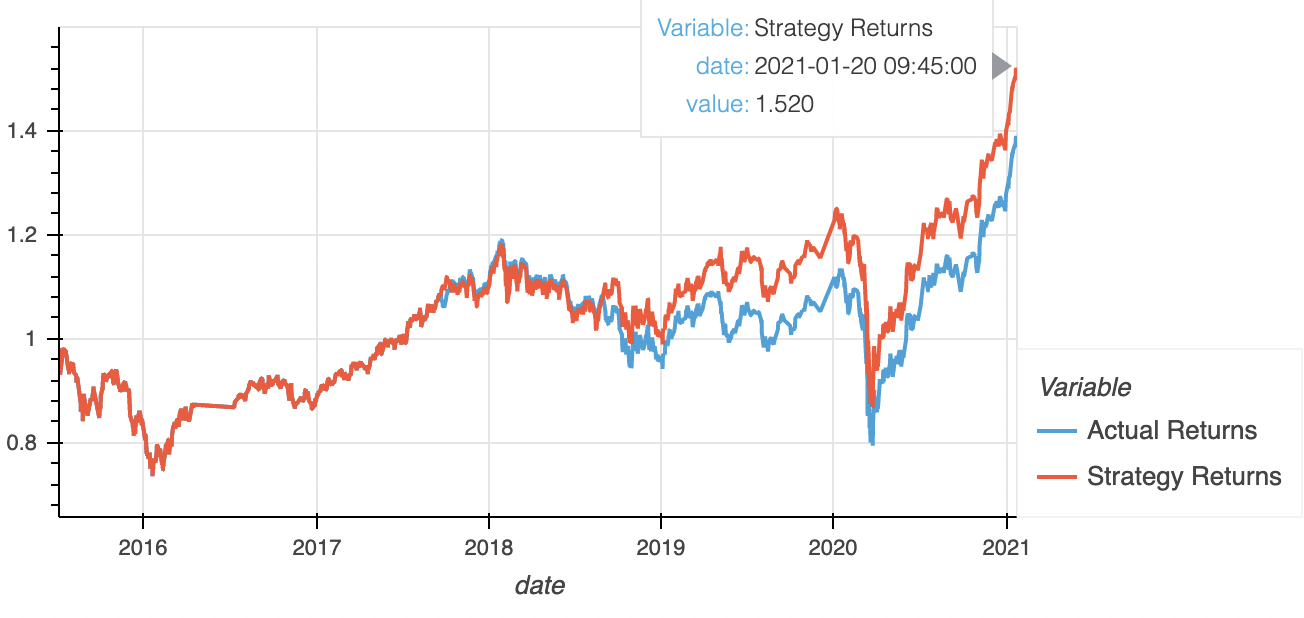 Variable: Strategy Returns
date: 2021-01-20 09:45:00
value: 1.520
1.4
1.2
1
0.8
2016 2017 2018 2019 2020 2021
date
Variable
Actual Returns
Strategy Returns